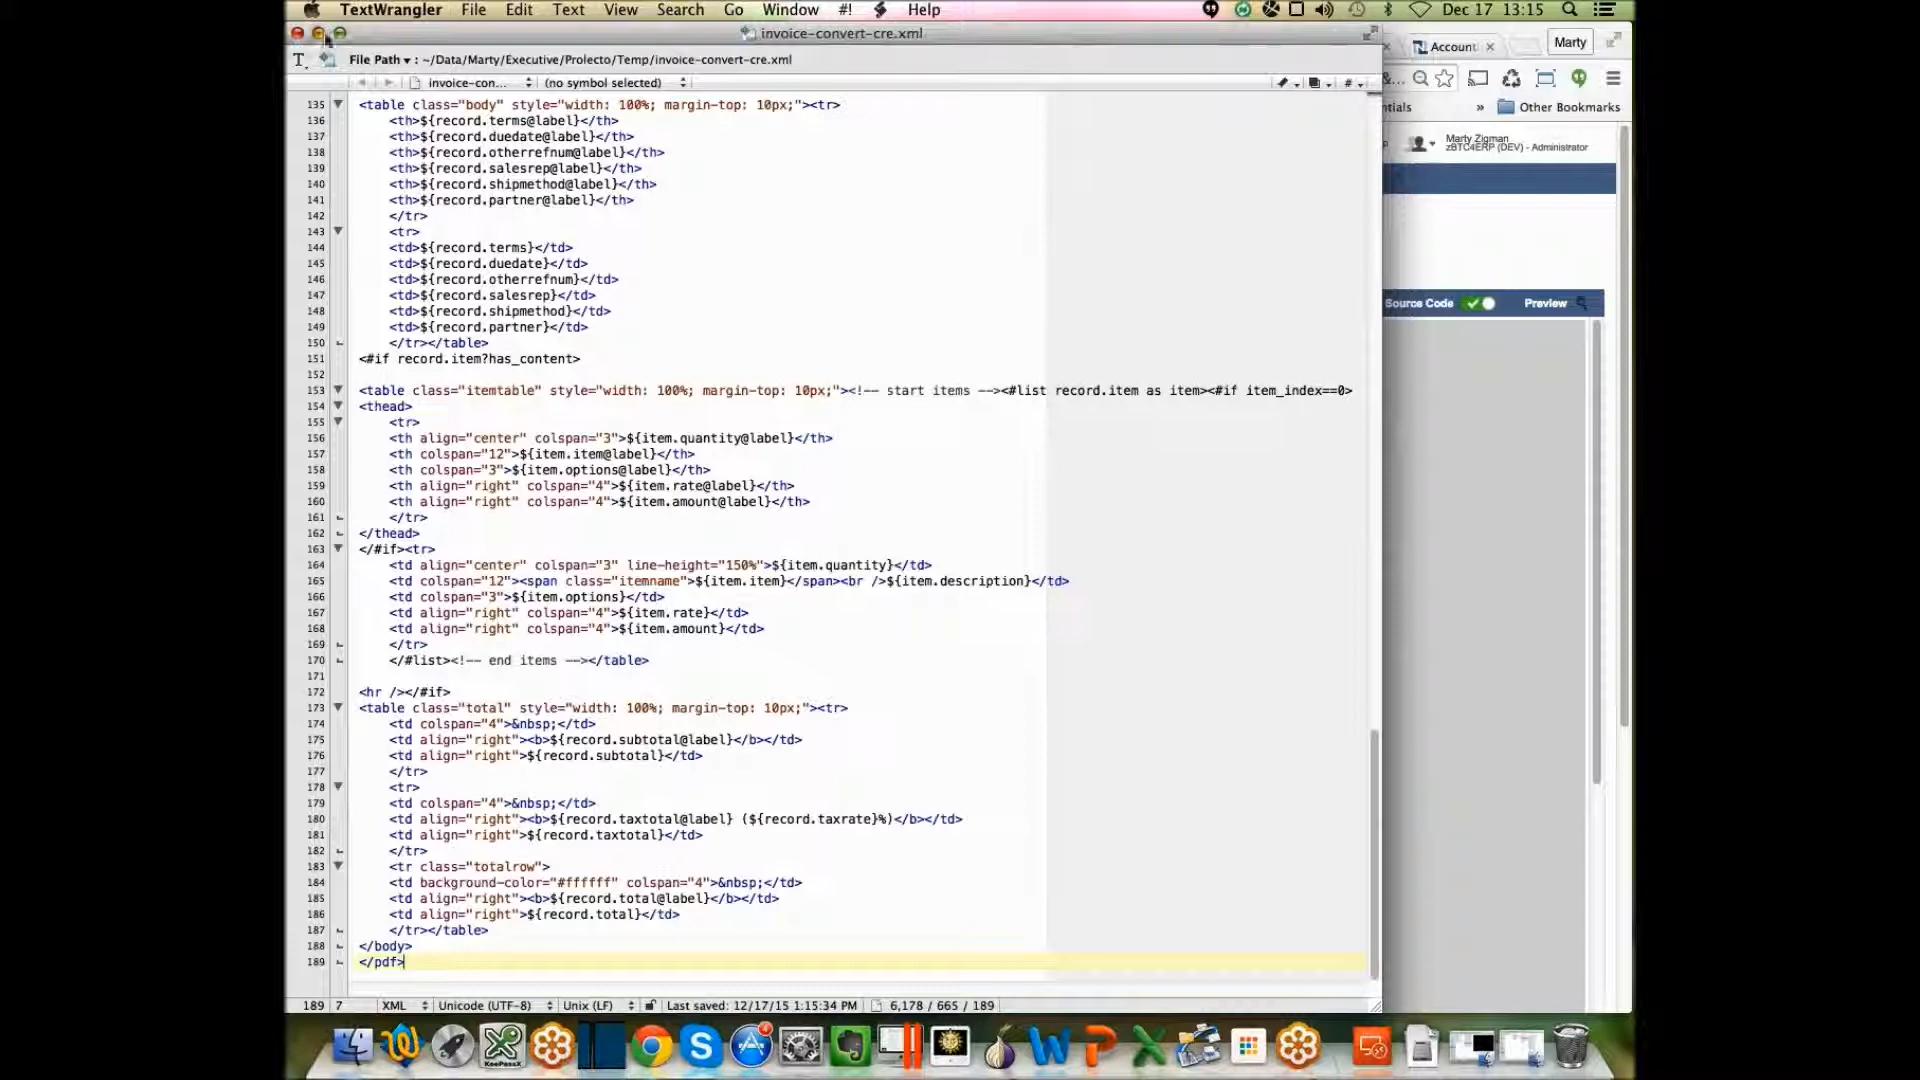 TextWrangler File Edit Text View Search Go Window #! Help Dec 17 13:15
invoice-convert-cre.xml
Account
Marty
File Path : ~/Data/Marty/Executive/Prolecto/Temp/invoice-convert-cre.xml
invoice-con... (no symbol selected) #
135 <table class="body" style="width: 100%; margin-top: 10px;"><tr>
136 <th>${record.terms@label}</th>
137 <th>${record.duedate@label}</th>
138 <th>${record.otherrefnum@label}</th>
139 <th>${record.salesrep@label}</th>
140 <th>${record.shipmethod@label}</th>
141 <th>${record.partner@label}</th>
142 </tr>
143 <tr>
144 <td>${record.terms}</td>
145 <td>${record.duedate}</td>
146 <td>${record.otherrefnum}</td>
147 <td>${record.salesrep}</td>
148 <td>${record.shipmethod}</td>
149 <td>${record.partner}</td>
150 </tr></table>
151 <#if record.item?has_content>
152
153 <table class="itemtable" style="width: 100%; margin-top: 10px;"><!-- start items --><#list record.item as item><#if item_index==0>
154 <thead>
155 <tr>
156 <th align="center" colspan="3">${item.quantity@label}</th>
157 <th colspan="12">${item.item@label}</th>
158 <th colspan="3">${item.options@label}</th>
159 <th align="right" colspan="4">${item.rate@label}</th>
160 <th align="right" colspan="4">${item.amount@label}</th>
161 </tr>
162 </thead>
163 </#if><tr>
164 <td align="center" colspan="3" line-height="150%">${item.quantity}</td>
165 <td colspan="12"><span class="itemname">${item.item}</span><br />${item.description}</td>
166 <td colspan="3">${item.options}</td>
167 <td align="right" colspan="4">${item.rate}</td>
168 <td align="right" colspan="4">${item.amount}</td>
169 </tr>
170 </#list><!-- end items --></table>
171
172 <hr /></#if>
173 <table class="total" style="width: 100%; margin-top: 10px;"><tr>
174 <td colspan="4">&nbsp;</td>
175 <td align="right"><b>${record.subtotal@label}</b></td>
176 <td align="right">${record.subtotal}</td>
177 </tr>
178 <tr>
179 <td colspan="4">&nbsp;</td>
180 <td align="right"><b>${record.taxtotal@label} (${record.taxrate}%)</b></td>
181 <td align="right">${record.taxtotal}</td>
182 </tr>
183 <tr class="totalrow">
184 <td background-color="#ffffff" colspan="4">&nbsp;</td>
185 <td align="right"><b>${record.total@label}</b></td>
186 <td align="right">${record.total}</td>
187 </tr></table>
188 </body>
189 </pdf>
189 7 XML Unicode (UTF-8) Unix (LF) Last saved: 12/17/15 1:15:34 PM 6,178 / 665 / 189
&...
ntials » Other Bookmarks
Marty Zigman
zBTC4ERP (DEV) - Administrator
Source Code Preview
KeePassX
4